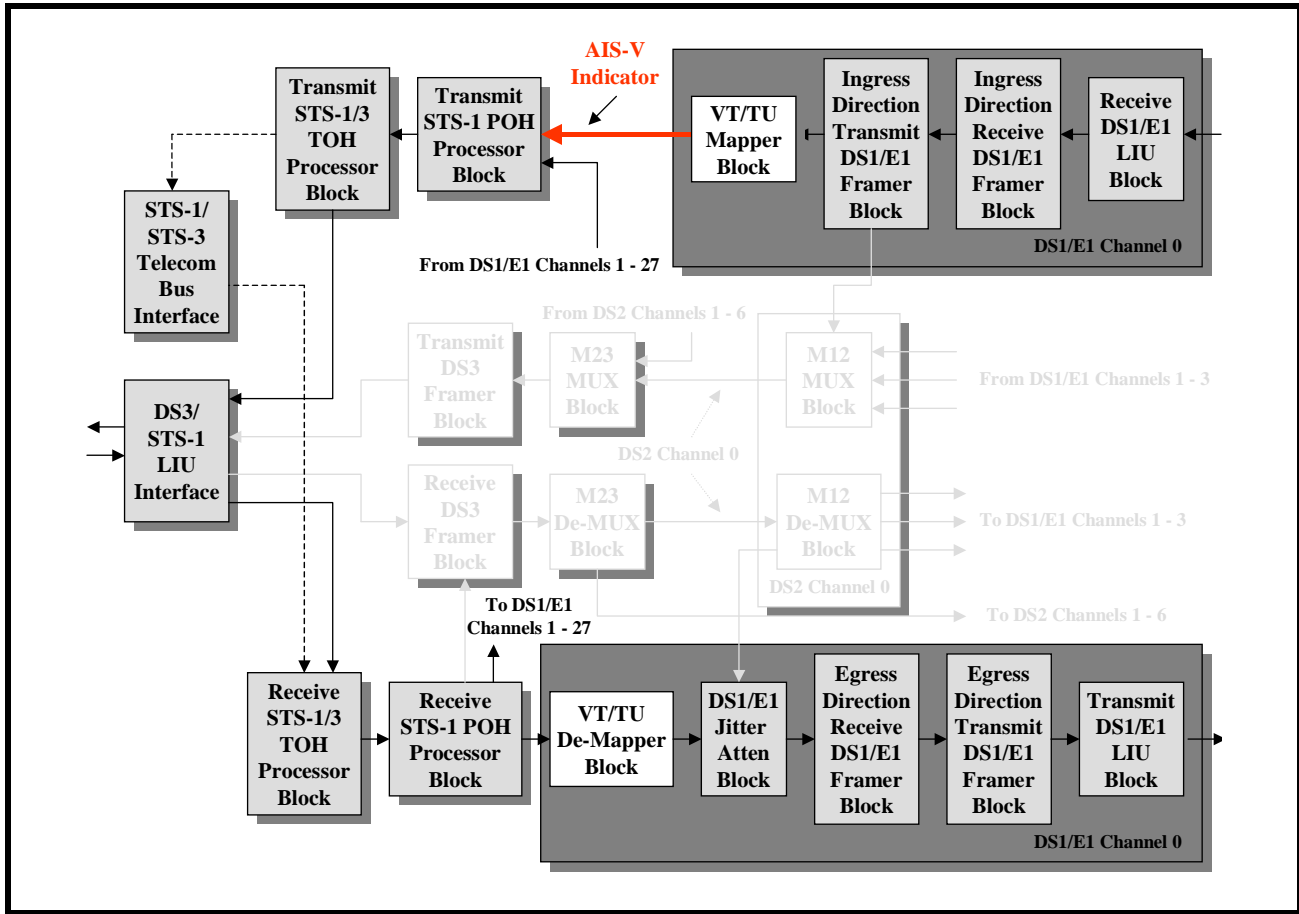 AIS-V
Indicator
Transmit
STS-1/3
TOH
Processor
Block
Transmit
STS-1 POH
Processor
Block
VT/TU
Mapper
Block
Ingress
Direction
Transmit
DS1/E1
Framer
Block
Ingress
Direction
Receive
DS1/E1
Framer
Block
Receive
DS1/E1
LIU
Block
DS1/E1 Channel 0
STS-1/
STS-3
Telecom
Bus
Interface
From DS1/E1 Channels 1 - 27
From DS2 Channels 1 - 6
Transmit
DS3
Framer
Block
M23
MUX
Block
M12
MUX
Block
From DS1/E1 Channels 1 - 3
DS3/
STS-1
LIU
Interface
DS2 Channel 0
Receive
DS3
Framer
Block
M23
De-MUX
Block
M12
De-MUX
Block
To DS1/E1 Channels 1 - 3
DS2 Channel 0
To DS1/E1
Channels 1 - 27
To DS2 Channels 1 - 6
Receive
STS-1/3
TOH
Processor
Block
Receive
STS-1 POH
Processor
Block
VT/TU
De-Mapper
Block
DS1/E1
Jitter
Atten
Block
Egress
Direction
Receive
DS1/E1
Framer
Block
Egress
Direction
Transmit
DS1/E1
Framer
Block
Transmit
DS1/E1
LIU
Block
DS1/E1 Channel 0